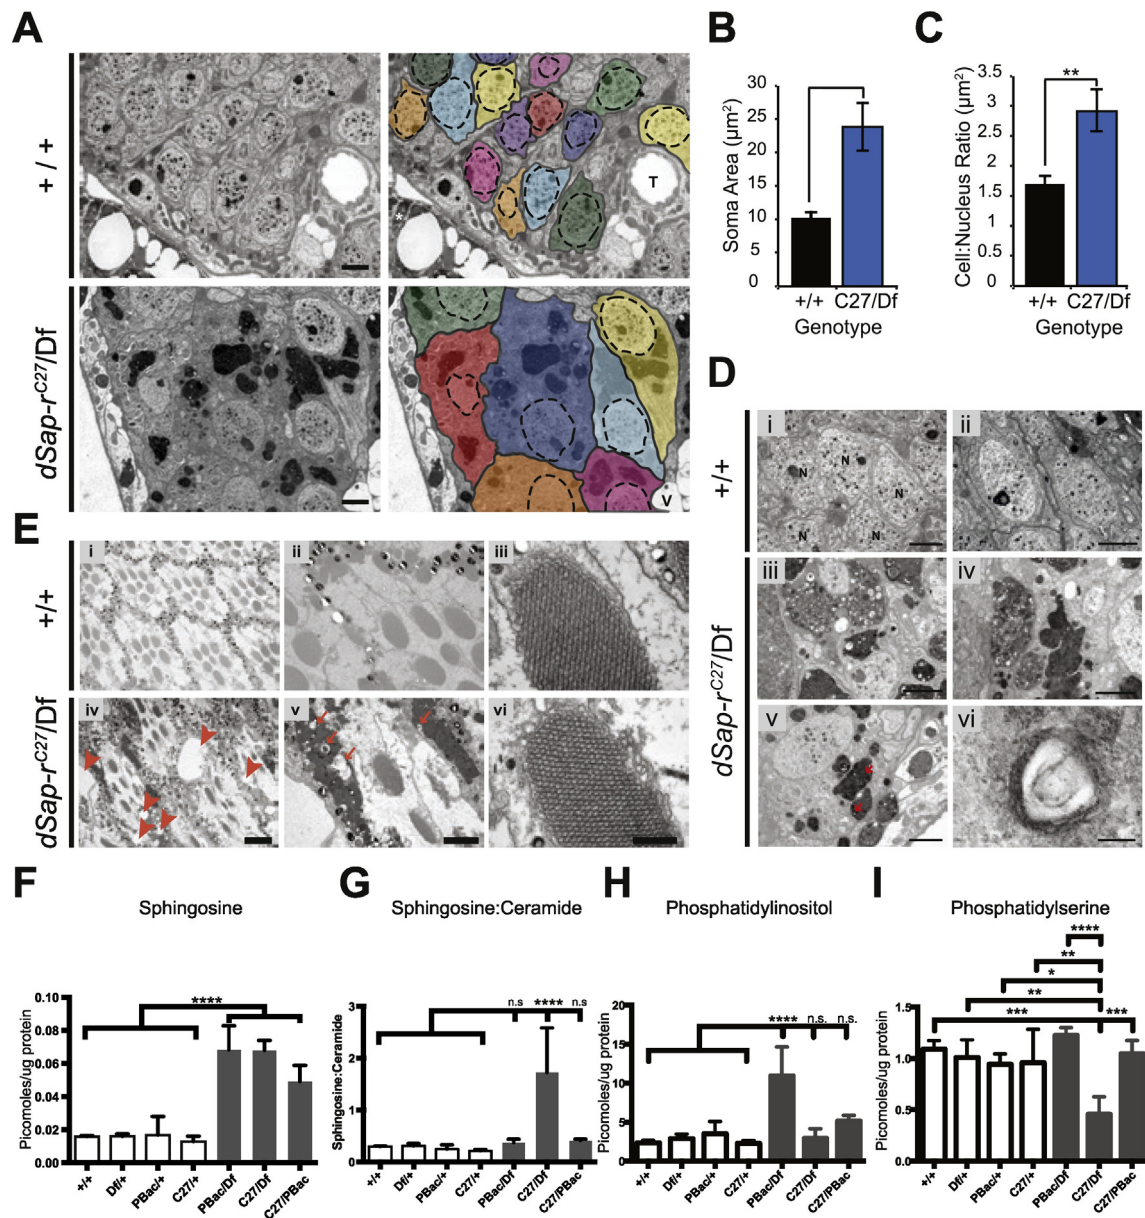 A
+/+
*
T
dSap-r^C27/Df
V
B
Soma Area (µm²)
30
25
20
15
10
5
0
+/+ C27/Df
Genotype
C
Cell:Nucleus Ratio (µm²)
3.5
3
2.5
2
1.5
1
0.5
0
**
+/+ C27/Df
Genotype
D
+/+
i
N
N
N
N
N
ii
dSap-r^C27/Df
iii
iv
v
vi
E
+/+
i
ii
iii
dSap-r^C27/Df
iv
v
vi
F
Sphingosine
Picomoles/ug protein
0.10
0.08
0.06
0.04
0.02
0.00
****
+/+
Df/+
PBac/+
C27/+
PBac/Df
C27/Df
C27/PBac
G
Sphingosine:Ceramide
Sphingosine:Ceramide
3
2
1
0
n.s
****
n.s
+/+
Df/+
PBac/+
C27/+
PBac/Df
C27/Df
C27/PBac
H
Phosphatidylinositol
Picomoles/ug protein
20
15
10
5
0
****
n.s.
n.s.
+/+
Df/+
PBac/+
C27/+
PBac/Df
C27/Df
C27/PBac
I
Phosphatidylserine
Picomoles/ug protein
1.5
1.0
0.5
0.0
****
**
*
**
***
***
+/+
Df/+
PBac/+
C27/+
PBac/Df
C27/Df
C27/PBac